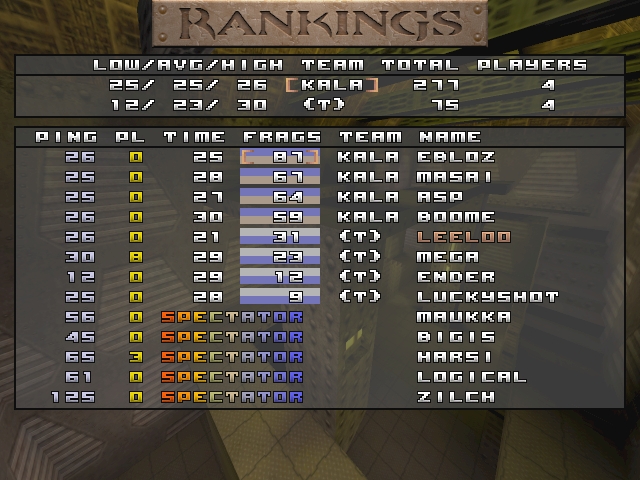 RANKINGS
LOW/AVG/HIGH TEAM TOTAL PLAYERS
25/ 25/ 26 [KALA] 277 4
12/ 23/ 30 (T) 75 4
PING PL TIME FRAGS TEAM NAME
26 0 25 [87] KALA EBLOZ
25 0 28 67 KALA MASAI
25 0 27 64 KALA ASP
26 0 30 59 KALA BOOME
26 0 21 31 (T) LEELOO
30 8 29 23 (T) MEGA
12 0 29 12 (T) ENDER
25 0 28 9 (T) LUCKYSHOT
56 0 SPECTATOR MAUKKA
45 0 SPECTATOR BIGIS
65 3 SPECTATOR HARSI
61 0 SPECTATOR LOGICAL
125 0 SPECTATOR ZILCH